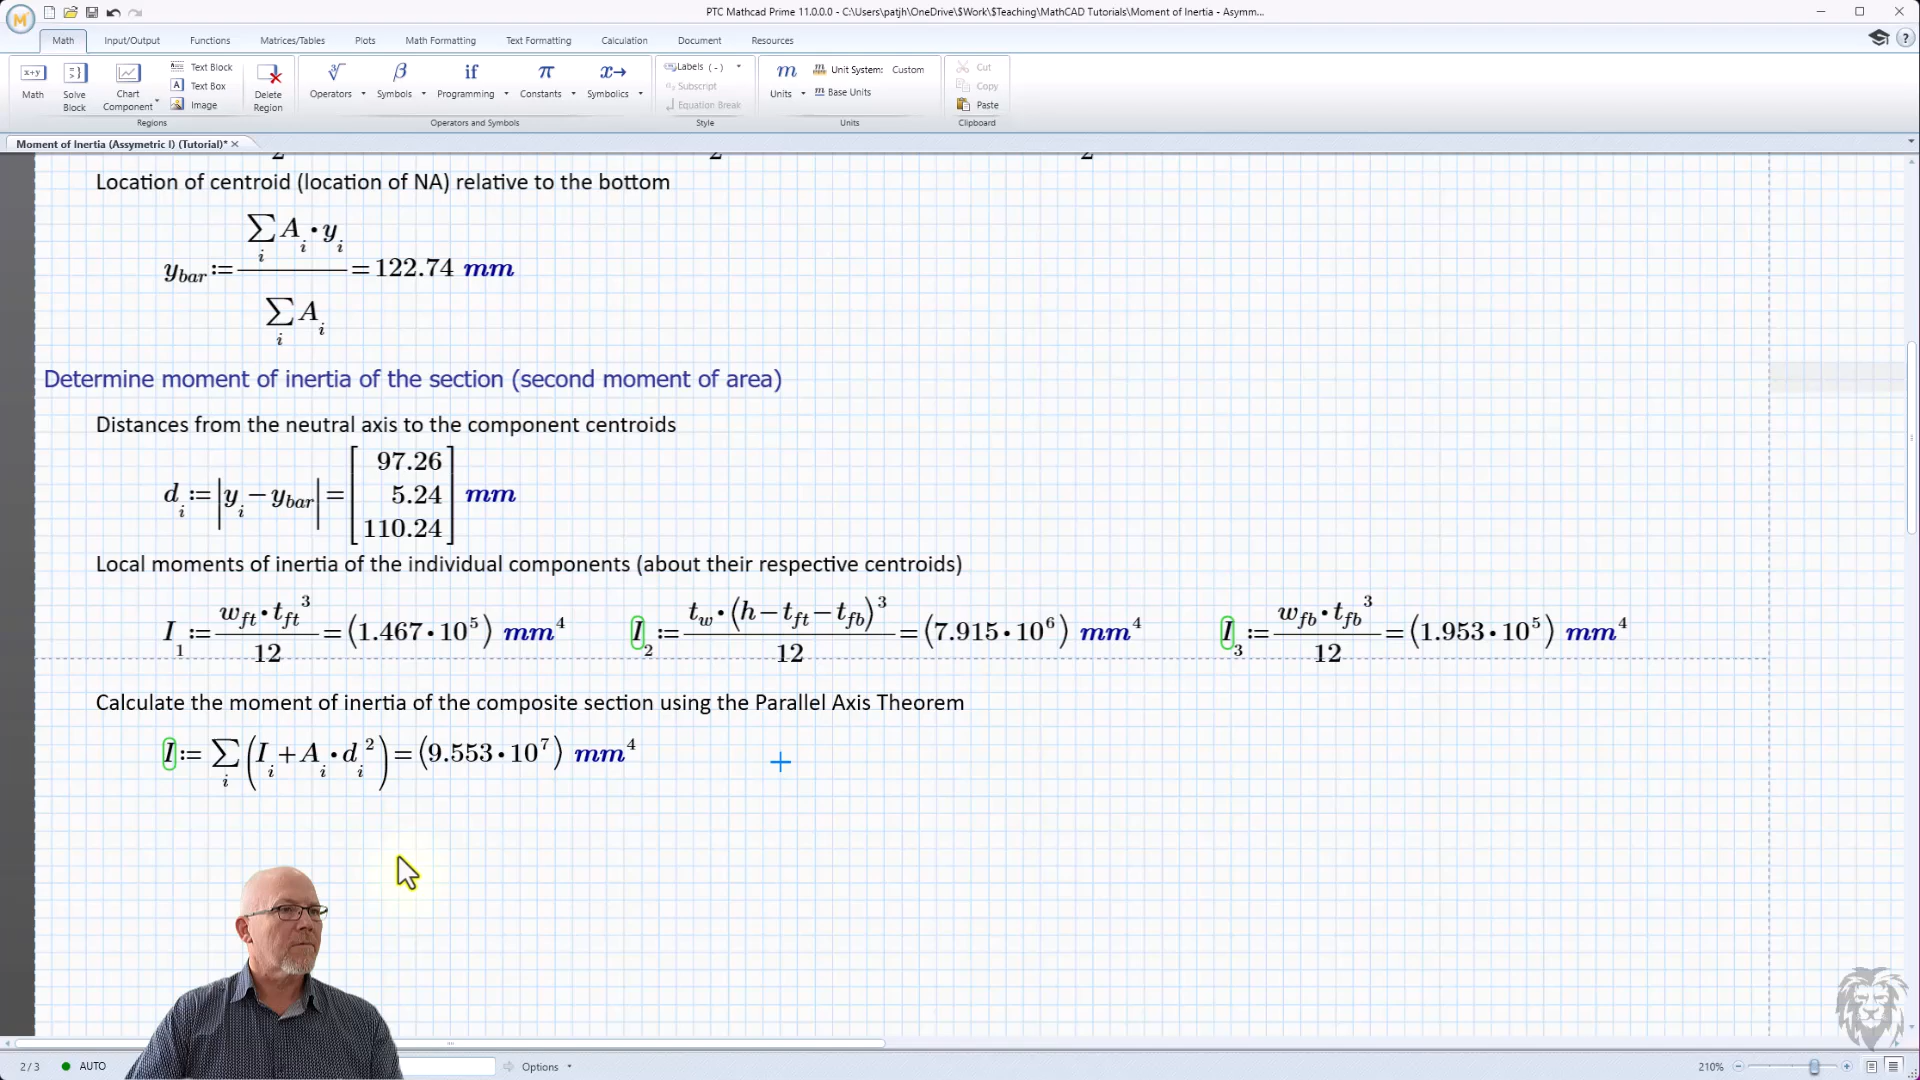 PTC Mathcad Prime 11.0.0.0 - C:\Users\patjh\OneDrive\$Work\$Teaching\MathCAD Tutorials\Moment of Inertia - Asymm...
Math Input/Output Functions Matrices/Tables Plots Math Formatting Text Formatting Calculation Document Resources
Math
Solve Block
Chart Component
Text Block
Text Box
Image
Delete Region
Regions
Operators
Symbols
if Programming
π Constants
Symbolics
Operators and Symbols
Labels ( - )
Subscript
Equation Break
Style
m Units
Unit System: Custom
Base Units
Units
Cut
Copy
Paste
Clipboard
Moment of Inertia (Assymetric I) (Tutorial)* ×
2 2 2
Location of centroid (location of NA) relative to the bottom
y_bar := (∑_i A_i · y_i) / (∑_i A_i) = 122.74 mm
Determine moment of inertia of the section (second moment of area)
Distances from the neutral axis to the component centroids
d_i := |y_i − y_bar| = [97.26 5.24 110.24] mm
Local moments of inertia of the individual components (about their respective centroids)
I_1 := (w_ft · t_ft^3) / 12 = (1.467 · 10^5) mm^4 I_2 := (t_w · (h − t_ft − t_fb)^3) / 12 = (7.915 · 10^6) mm^4 I_3 := (w_fb · t_fb^3) / 12 = (1.953 · 10^5) mm^4
Calculate the moment of inertia of the composite section using the Parallel Axis Theorem
I := ∑_i (I_i + A_i · d_i^2) = (9.553 · 10^7) mm^4
2 / 3 AUTO Options 210%